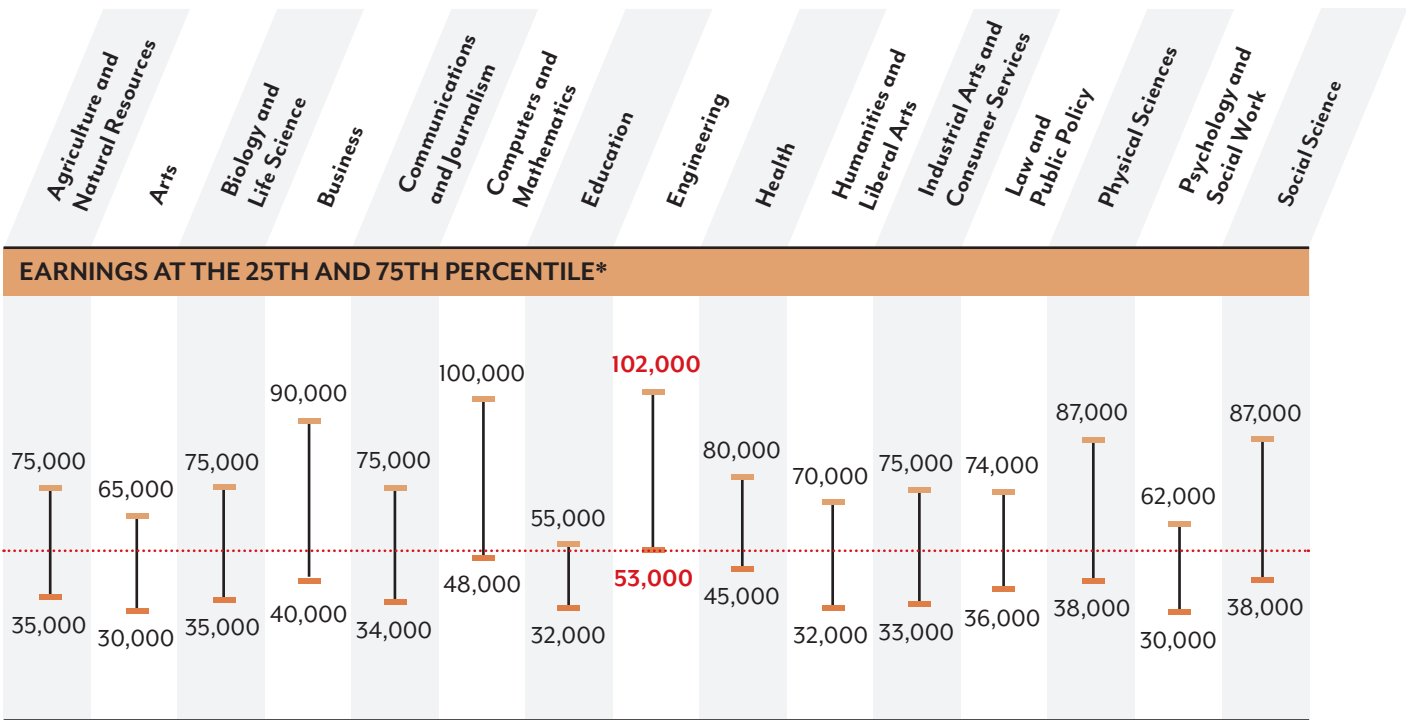 Agriculture and
Natural Resources
Arts
Biology and
Life Science
Business
Communications
and Journalism
Computers and
Mathematics
Education
Engineering
Health
Humanities and
Liberal Arts
Industrial Arts and
Consumer Services
Law and
Public Policy
Physical Sciences
Psychology and
Social Work
Social Science
EARNINGS AT THE 25TH AND 75TH PERCENTILE*
75,000
35,000
65,000
30,000
75,000
35,000
90,000
40,000
75,000
34,000
100,000
48,000
55,000
32,000
102,000
53,000
80,000
45,000
70,000
32,000
75,000
33,000
74,000
36,000
87,000
38,000
62,000
30,000
87,000
38,000